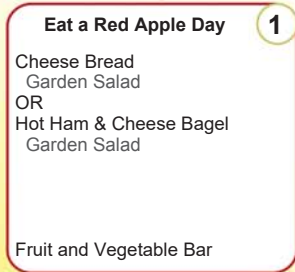 Eat a Red Apple Day 1
Cheese Bread
Garden Salad
OR
Hot Ham & Cheese Bagel
Garden Salad
Fruit and Vegetable Bar